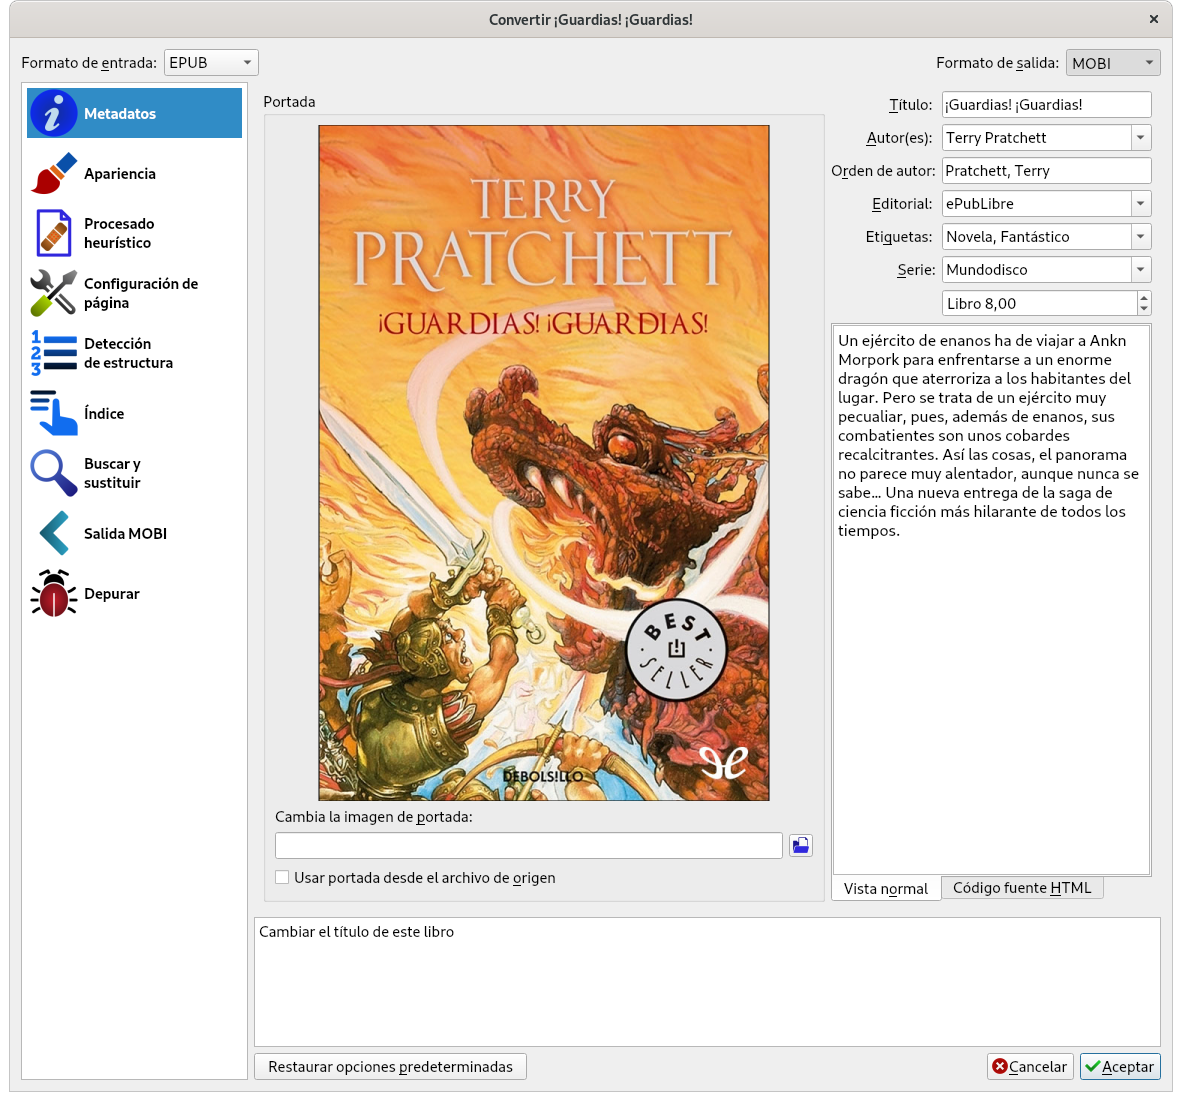 Convertir ¡Guardias! ¡Guardias!
Formato de entrada: EPUB
Formato de salida: MOBI
Metadatos
Apariencia
Procesado
heurístico
Configuración de
página
Detección
de estructura
Índice
Buscar y
sustituir
Salida MOBI
Depurar
Portada
TERRY
PRATCHETT
¡GUARDIAS! ¡GUARDIAS!
BEST
SELLER
DEBOLS!LLO
Cambia la imagen de portada:
Usar portada desde el archivo de origen
Título: ¡Guardias! ¡Guardias!
Autor(es): Terry Pratchett
Orden de autor: Pratchett, Terry
Editorial: ePubLibre
Etiquetas: Novela, Fantástico
Serie: Mundodisco
Libro 8,00
Un ejército de enanos ha de viajar a Ankn
Morpork para enfrentarse a un enorme
dragón que aterroriza a los habitantes del
lugar. Pero se trata de un ejército muy
pecualiar, pues, además de enanos, sus
combatientes son unos cobardes
recalcitrantes. Así las cosas, el panorama
no parece muy alentador, aunque nunca se
sabe... Una nueva entrega de la saga de
ciencia ficción más hilarante de todos los
tiempos.
Vista normal
Código fuente HTML
Cambiar el título de este libro
Restaurar opciones predeterminadas
Cancelar
Aceptar